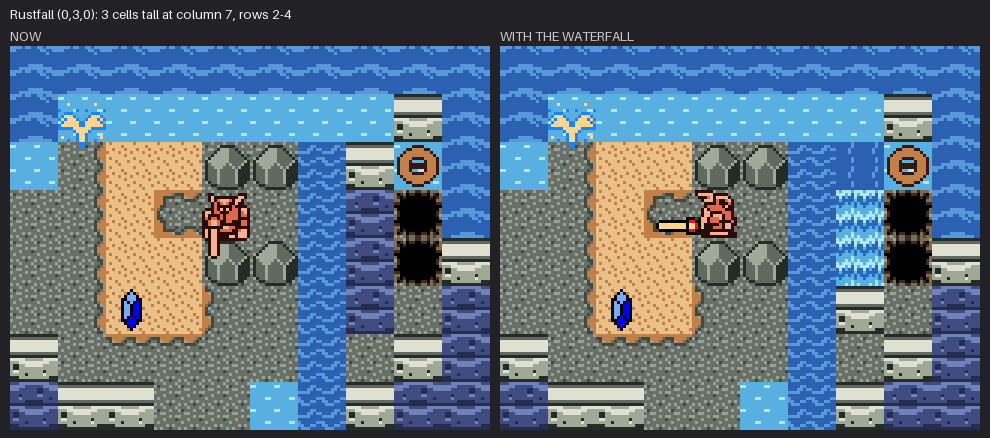 Rustfall (0,3,0): 3 cells tall at column 7, rows 2-4
NOW
WITH THE WATERFALL